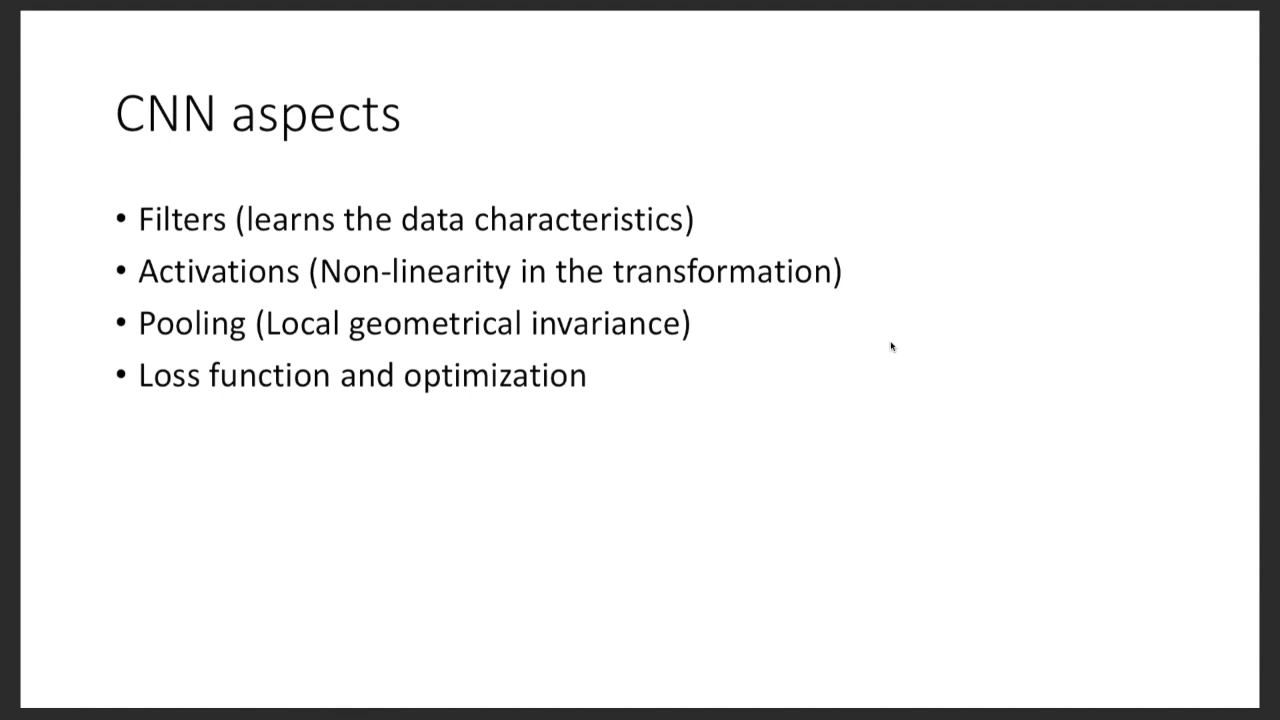 CNN aspects
• Filters (learns the data characteristics)
• Activations (Non-linearity in the transformation)
• Pooling (Local geometrical invariance)
• Loss function and optimization